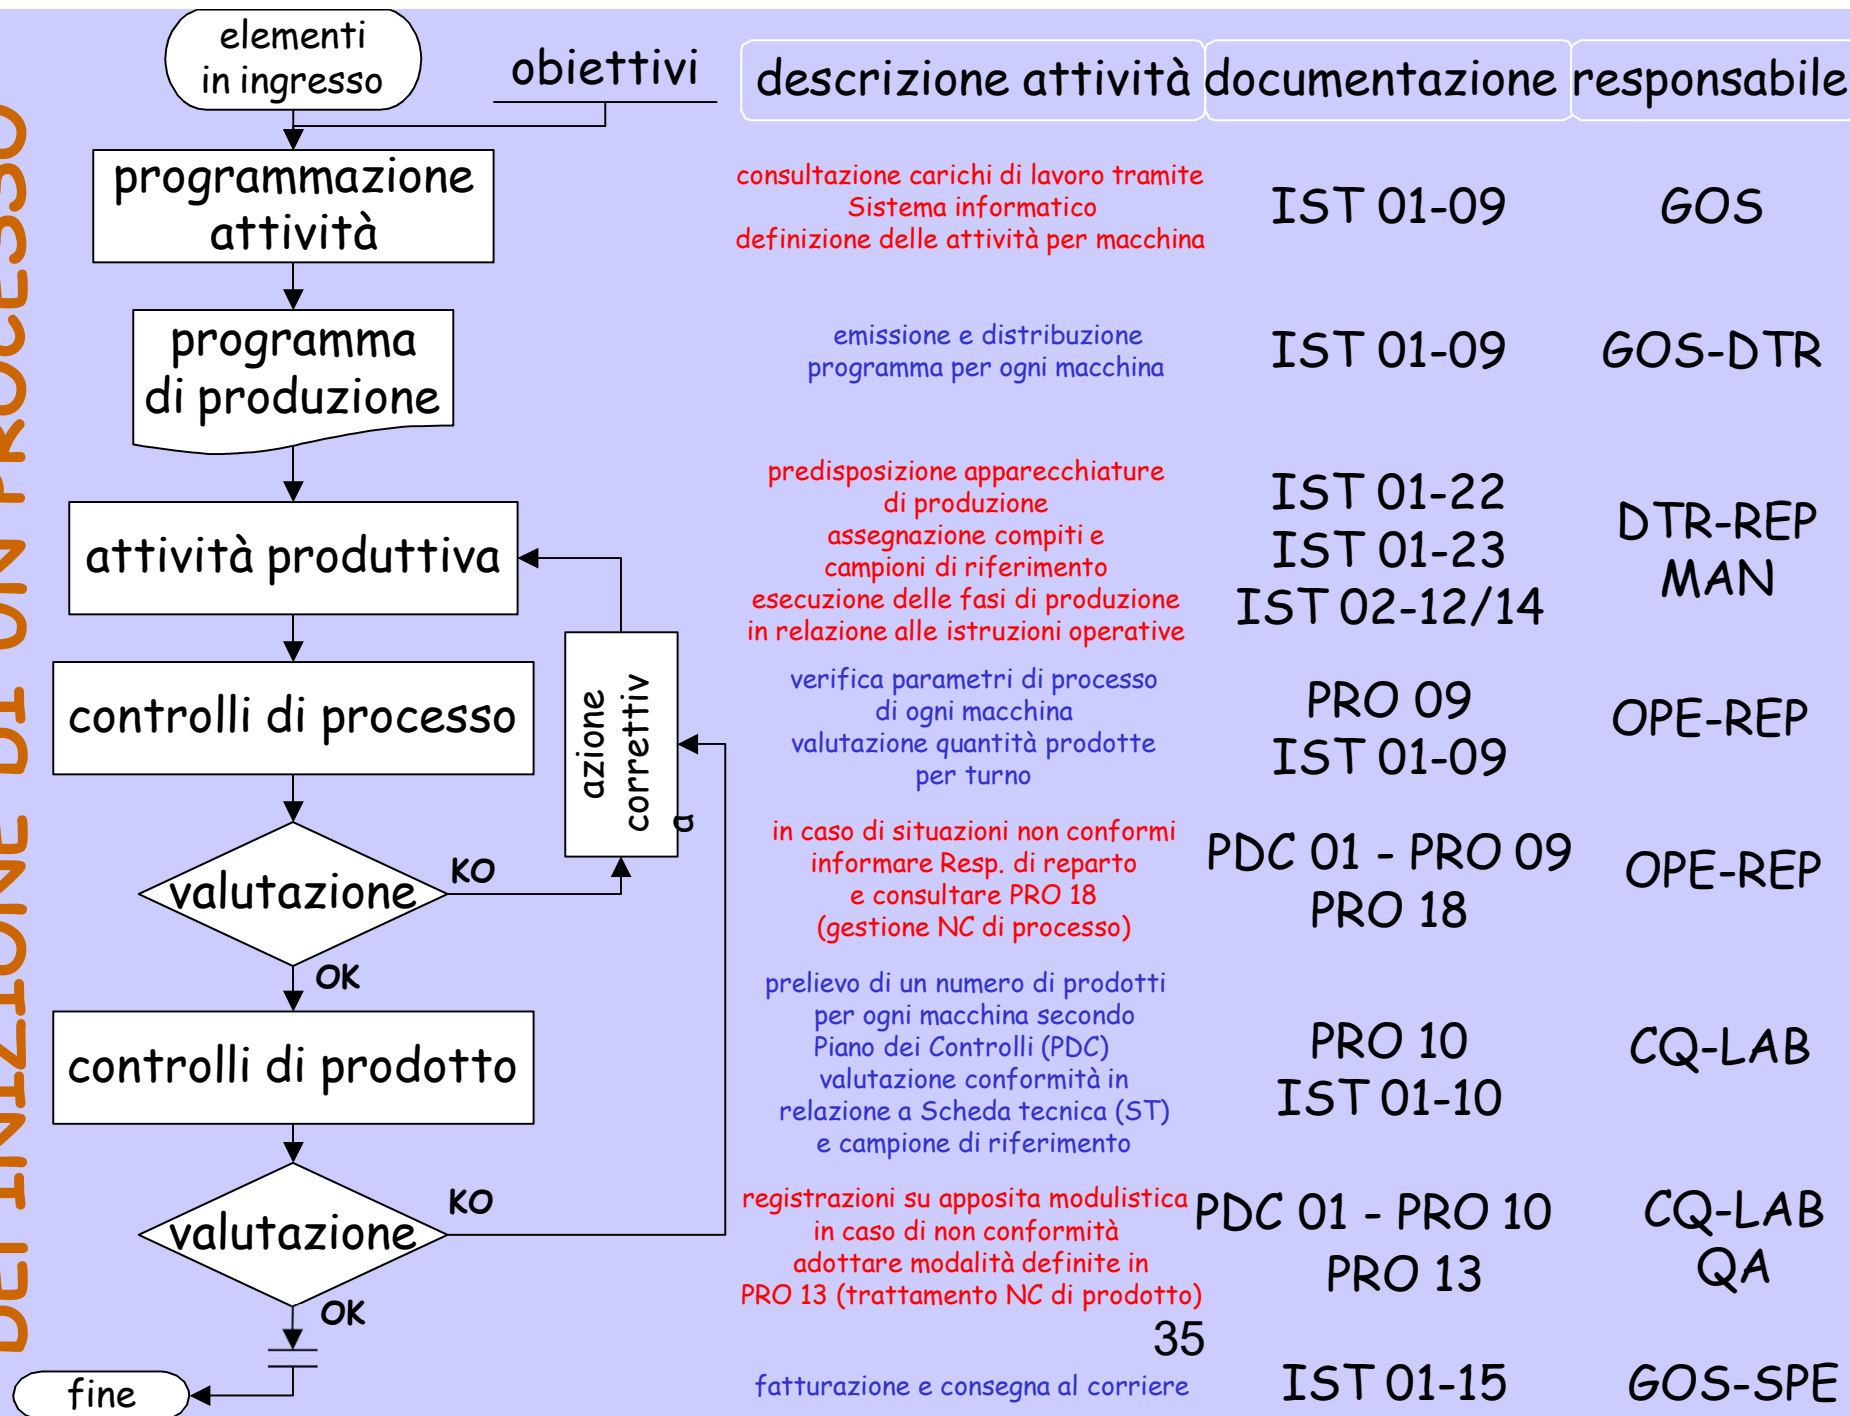 DEFINIZIONE DI UN PROCESSO
elementi
in ingresso
obiettivi
descrizione attività
documentazione
responsabile
programmazione
attività
consultazione carichi di lavoro tramite
Sistema informatico
definizione delle attività per macchina
IST 01-09
GOS
programma
di produzione
emissione e distribuzione
programma per ogni macchina
IST 01-09
GOS-DTR
attività produttiva
predisposizione apparecchiature
di produzione
assegnazione compiti e
campioni di riferimento
esecuzione delle fasi di produzione
in relazione alle istruzioni operative
IST 01-22
IST 01-23
IST 02-12/14
DTR-REP
MAN
controlli di processo
azione
correttiv
a
verifica parametri di processo
di ogni macchina
valutazione quantità prodotte
per turno
PRO 09
IST 01-09
OPE-REP
valutazione
KO
OK
in caso di situazioni non conformi
informare Resp. di reparto
e consultare PRO 18
(gestione NC di processo)
PDC 01 - PRO 09
PRO 18
OPE-REP
controlli di prodotto
prelievo di un numero di prodotti
per ogni macchina secondo
Piano dei Controlli (PDC)
valutazione conformità in
relazione a Scheda tecnica (ST)
e campione di riferimento
PRO 10
IST 01-10
CQ-LAB
valutazione
KO
OK
registrazioni su apposita modulistica
in caso di non conformità
adottare modalità definite in
PRO 13 (trattamento NC di prodotto)
PDC 01 - PRO 10
PRO 13
CQ-LAB
QA
35
fine
fatturazione e consegna al corriere
IST 01-15
GOS-SPE